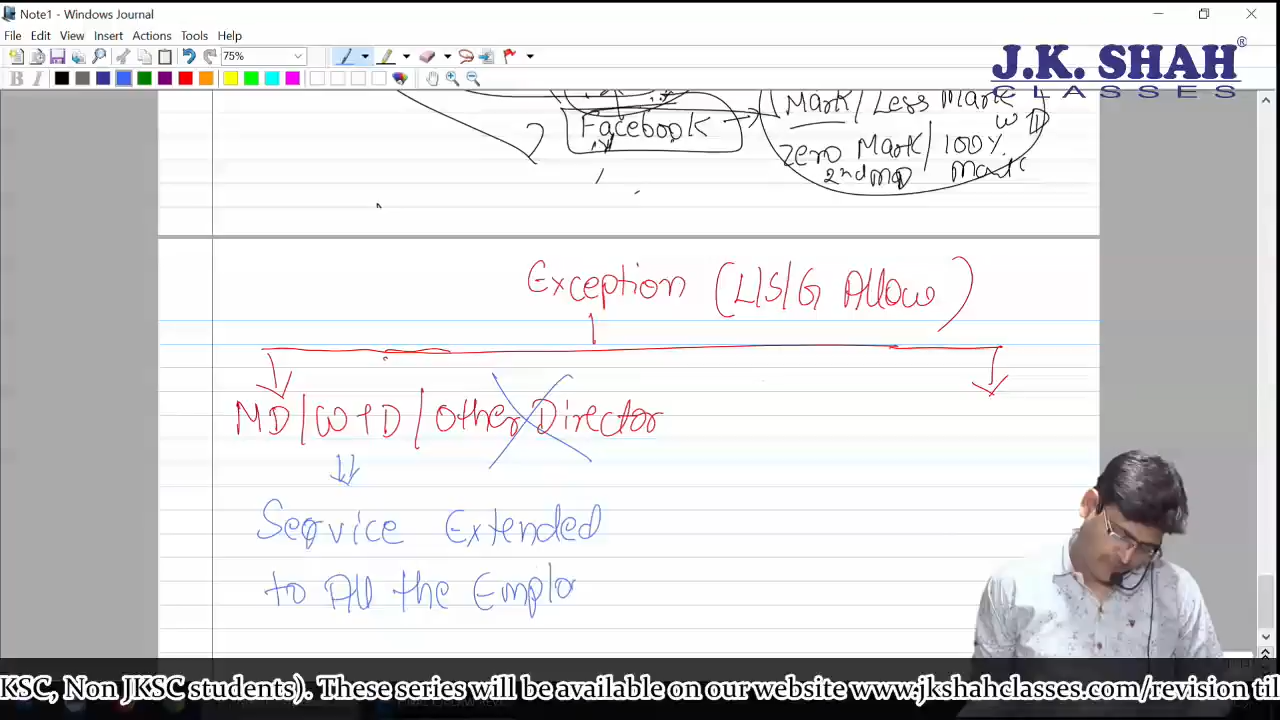 Note1 - Windows Journal
File Edit View Insert Actions Tools Help
75%
B I
J.K. SHAH®
CLASSES
Mark/Less Mark
Facebook
Zero Mark/100%
2nd Mark
Exception (L/S/G Allow)
MD/WTD/Other Director
Service Extended
to All the Emplo
KSC, Non JKSC students). These series will be available on our website www.jkshahclasses.com/revision til